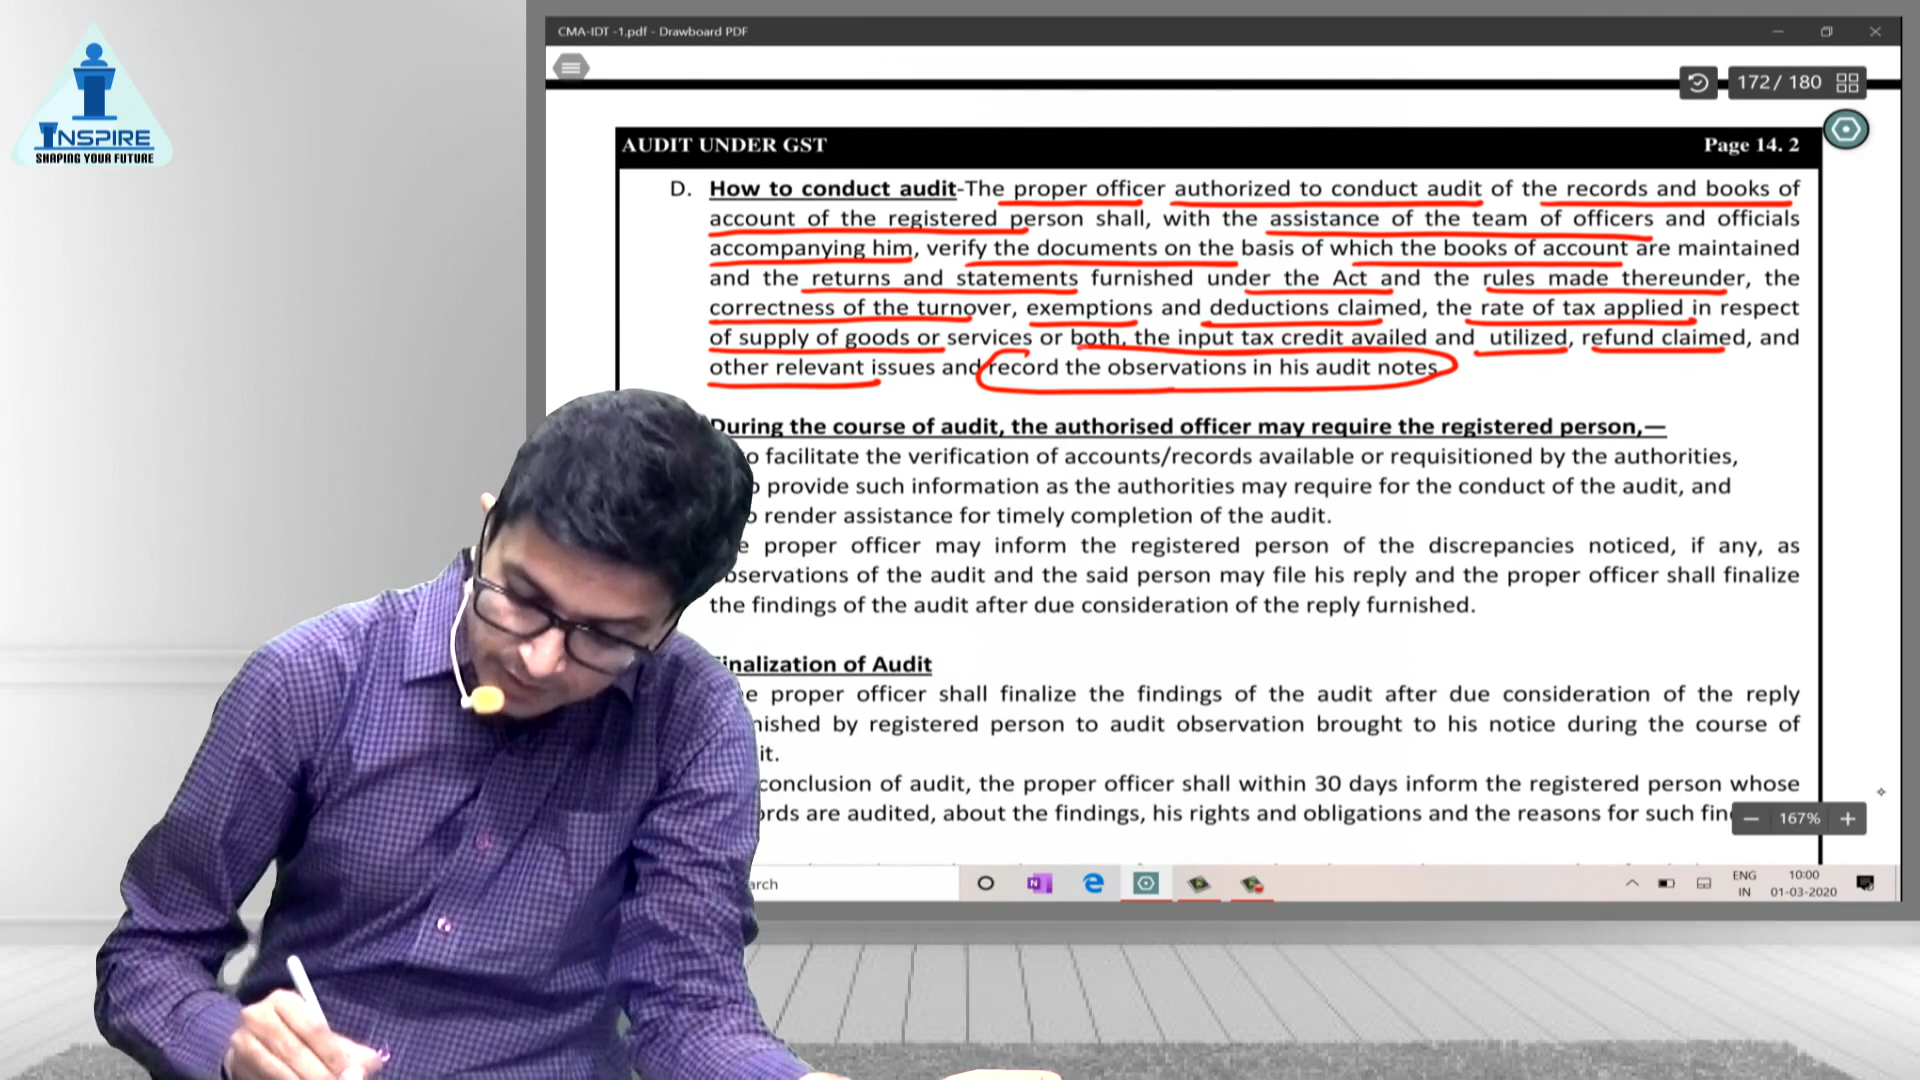 CMA-IDT -1.pdf - Drawboard PDF
172 / 180
INSPIRE
SHAPING YOUR FUTURE
AUDIT UNDER GST Page 14. 2
D. How to conduct audit-The proper officer authorized to conduct audit of the records and books of
account of the registered person shall, with the assistance of the team of officers and officials
accompanying him, verify the documents on the basis of which the books of account are maintained
and the returns and statements furnished under the Act and the rules made thereunder, the
correctness of the turnover, exemptions and deductions claimed, the rate of tax applied in respect
of supply of goods or services or both, the input tax credit availed and utilized, refund claimed, and
other relevant issues and record the observations in his audit notes
During the course of audit, the authorised officer may require the registered person,—
to facilitate the verification of accounts/records available or requisitioned by the authorities,
provide such information as the authorities may require for the conduct of the audit, and
render assistance for timely completion of the audit.
proper officer may inform the registered person of the discrepancies noticed, if any, as
observations of the audit and the said person may file his reply and the proper officer shall finalize
the findings of the audit after due consideration of the reply furnished.
Finalization of Audit
proper officer shall finalize the findings of the audit after due consideration of the reply
by registered person to audit observation brought to his notice during the course of
conclusion of audit, the proper officer shall within 30 days inform the registered person whose
are audited, about the findings, his rights and obligations and the reasons for such
167%
ENG
IN
10:00
01-03-2020